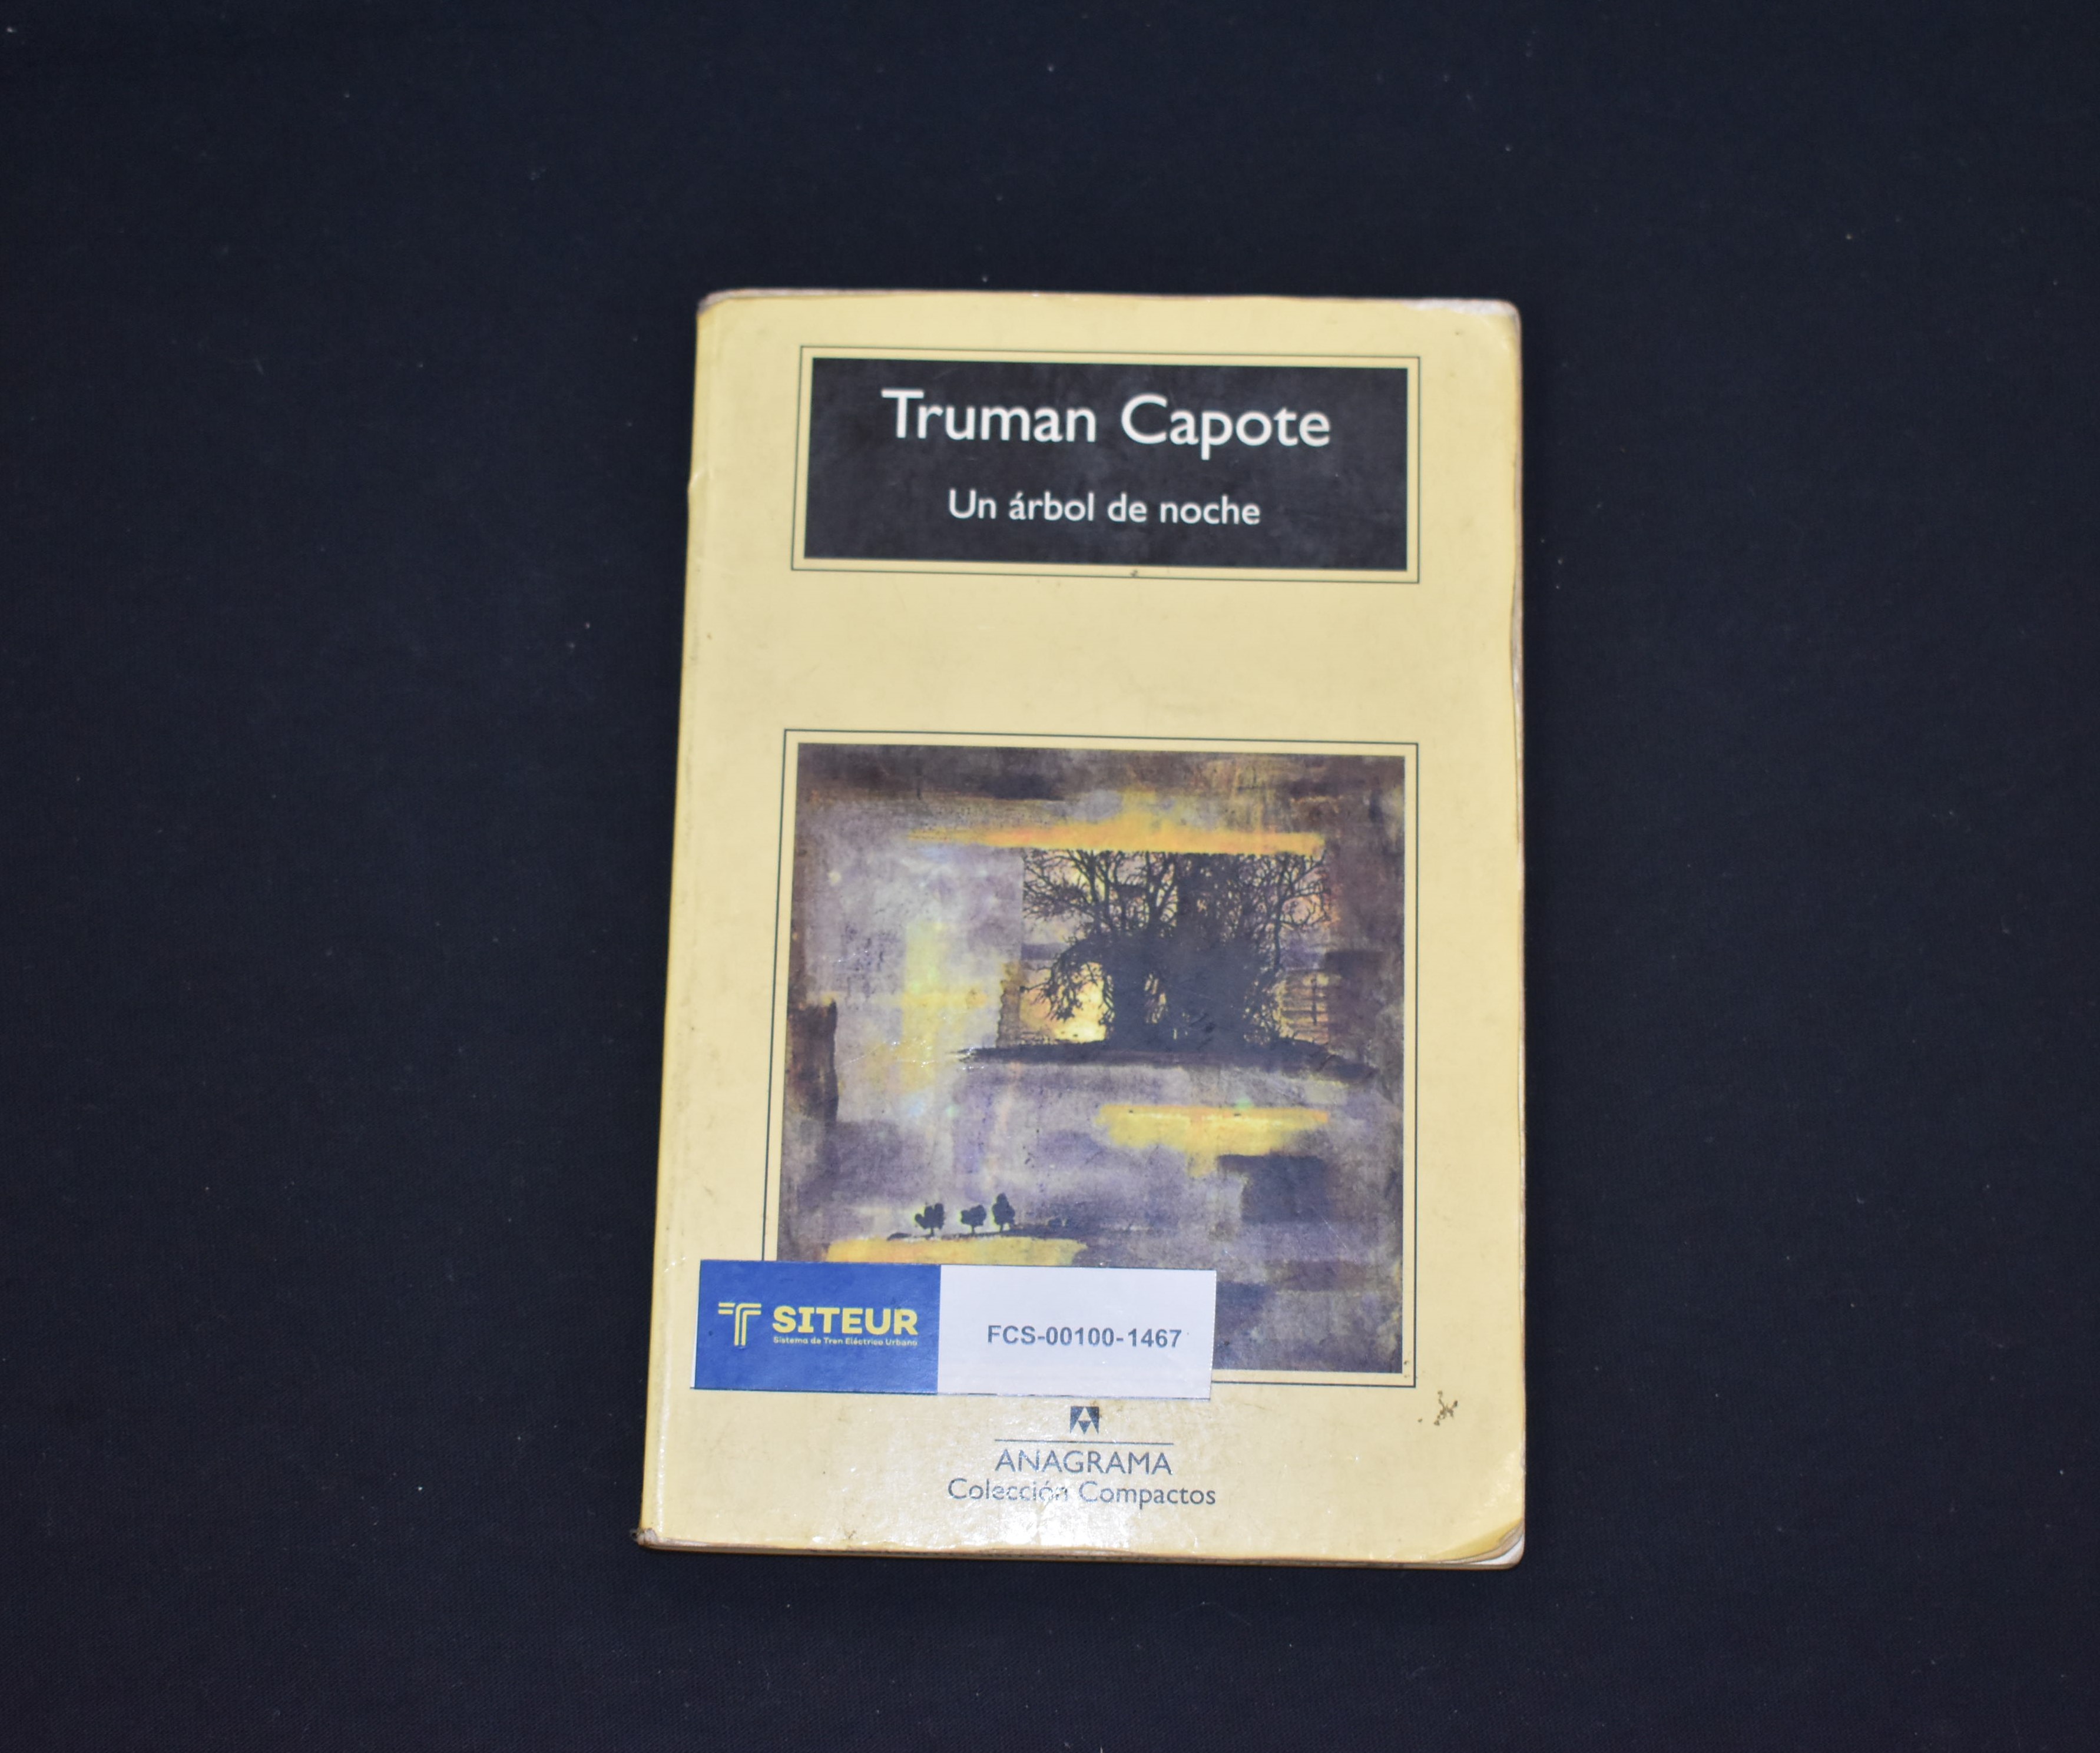 Truman Capote
Un árbol de noche
SITEUR
Sistema de Tren Eléctrico Urbano
FCS-00100-1467
ANAGRAMA
Colección Compactos